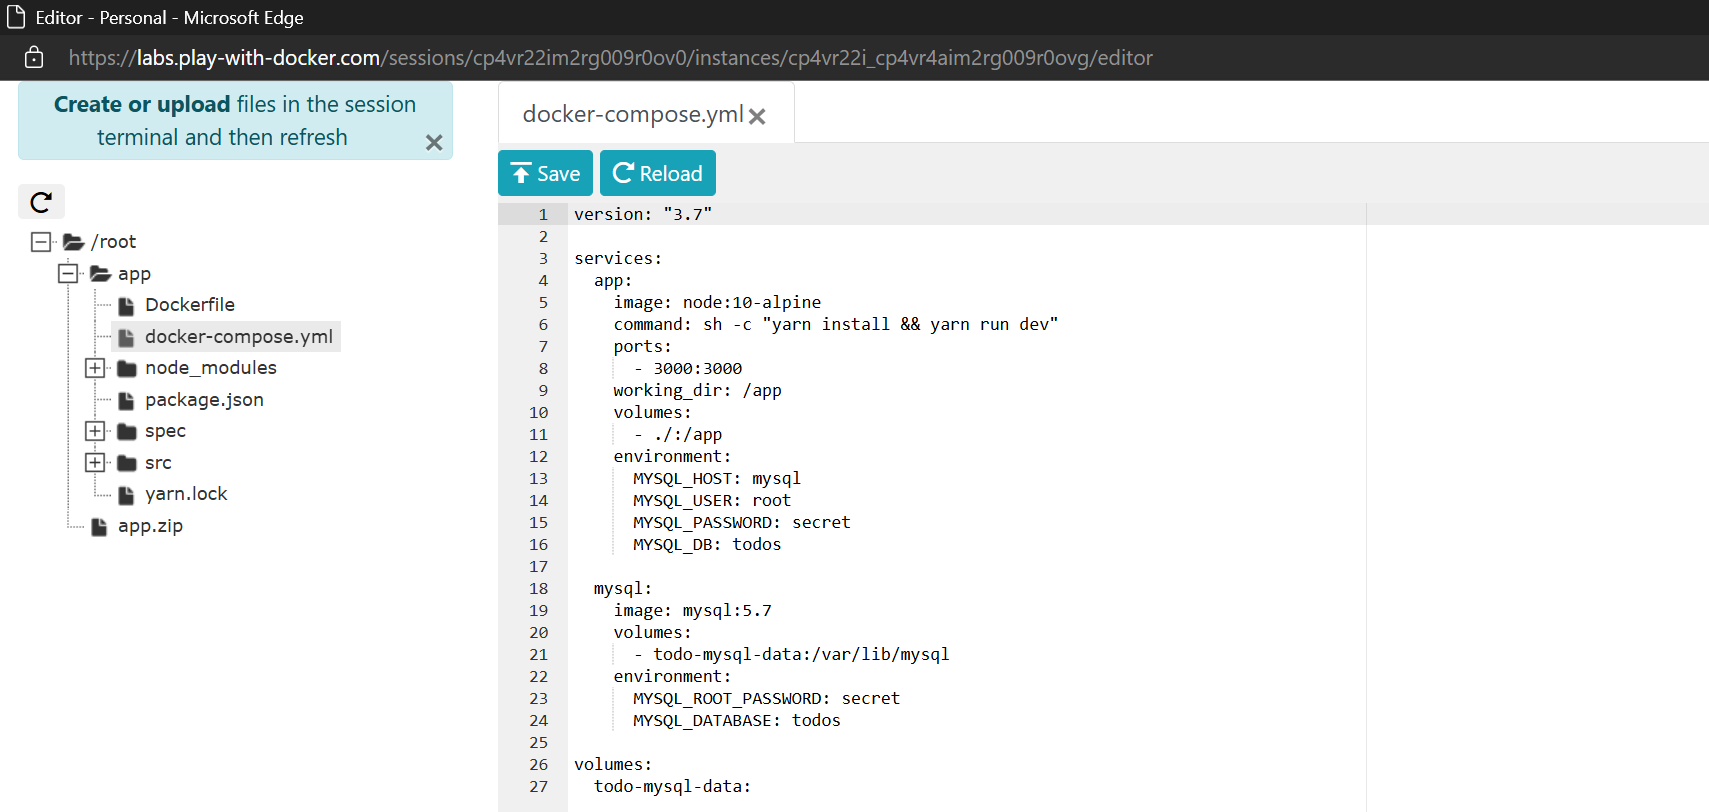 Editor - Personal - Microsoft Edge
https://labs.play-with-docker.com/sessions/cp4vr22im2rg009r0ov0/instances/cp4vr22i_cp4vr4aim2rg009r0ovg/editor
Create or upload files in the session
terminal and then refresh
/root
app
Dockerfile
docker-compose.yml
node_modules
package.json
spec
src
yarn.lock
app.zip
docker-compose.yml
Save Reload
1 version: "3.7"
2
3 services:
4   app:
5     image: node:10-alpine
6     command: sh -c "yarn install && yarn run dev"
7     ports:
8       - 3000:3000
9     working_dir: /app
10     volumes:
11       - ./:/app
12     environment:
13       MYSQL_HOST: mysql
14       MYSQL_USER: root
15       MYSQL_PASSWORD: secret
16       MYSQL_DB: todos
17
18   mysql:
19     image: mysql:5.7
20     volumes:
21       - todo-mysql-data:/var/lib/mysql
22     environment:
23       MYSQL_ROOT_PASSWORD: secret
24       MYSQL_DATABASE: todos
25
26 volumes:
27   todo-mysql-data: